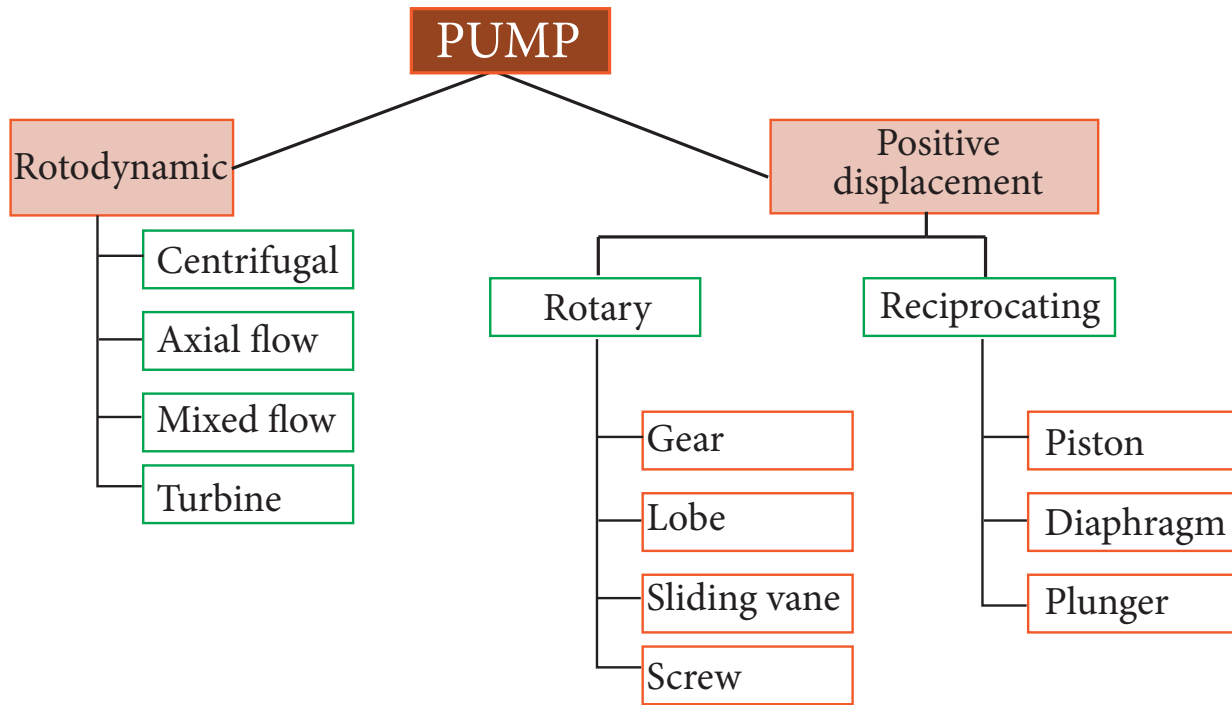 PUMP
Rotodynamic
Centrifugal
Axial flow
Mixed flow
Turbine
Positive
displacement
Rotary
Gear
Lobe
Sliding vane
Screw
Reciprocating
Piston
Diaphragm
Plunger